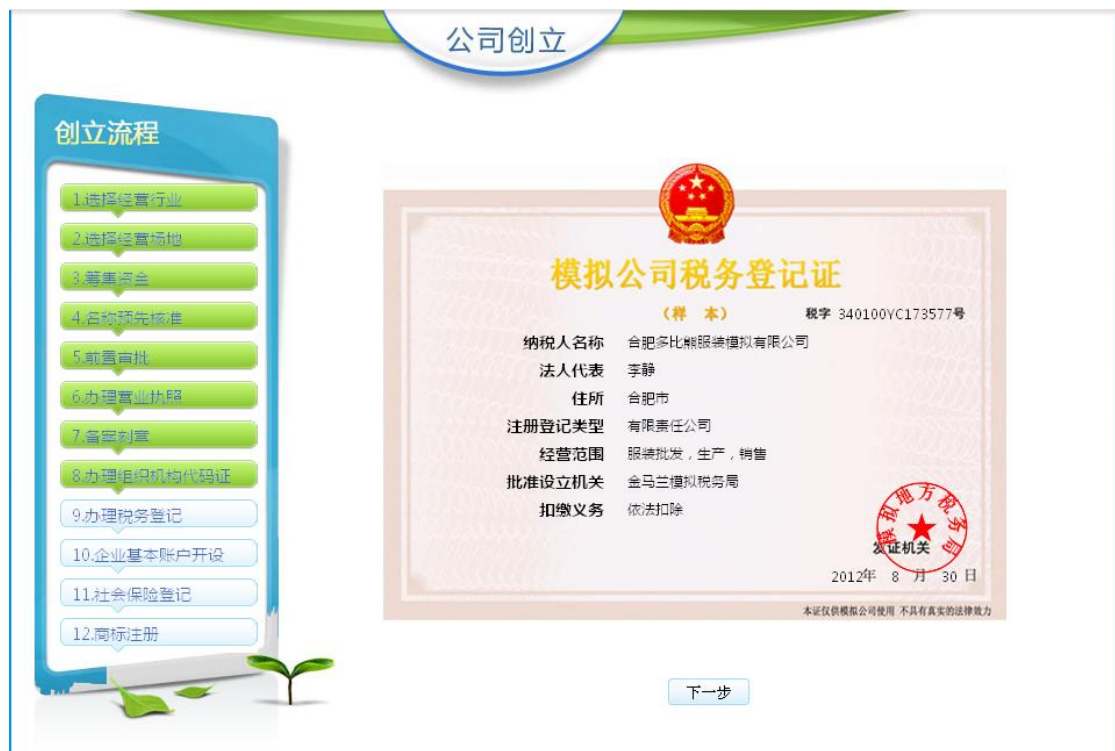 公司创立
创立流程
1.选择经营行业
2.选择经营场地
3.筹集资金
4.名称预先核准
5.前置审批
6.办理营业执照
7.备案刻章
8.办理组织机构代码证
9.办理税务登记
10.企业基本账户开设
11.社会保险登记
12.商标注册
模拟公司税务登记证
（样 本）
税字 340100YC173577号
纳税人名称 合肥多比熊服装模拟有限公司
法人代表 李静
住所 合肥市
注册登记类型 有限责任公司
经营范围 服装批发，生产，销售
批准设立机关 金马兰模拟税务局
扣缴义务 依法扣除
模拟地方税务局
发证机关
2012年 8 月 30 日
本证仅供模拟公司使用 不具有真实的法律效力
下一步